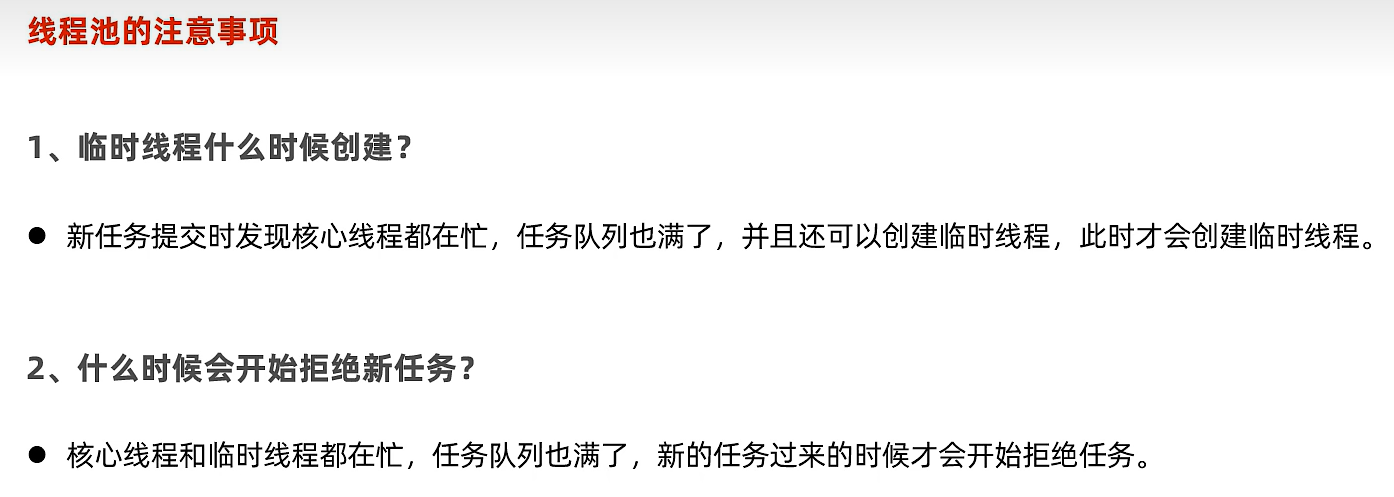 线程池的注意事项
1、临时线程什么时候创建？
● 新任务提交时发现核心线程都在忙，任务队列也满了，并且还可以创建临时线程，此时才会创建临时线程。
2、什么时候会开始拒绝新任务？
● 核心线程和临时线程都在忙，任务队列也满了，新的任务过来的时候才会开始拒绝任务。